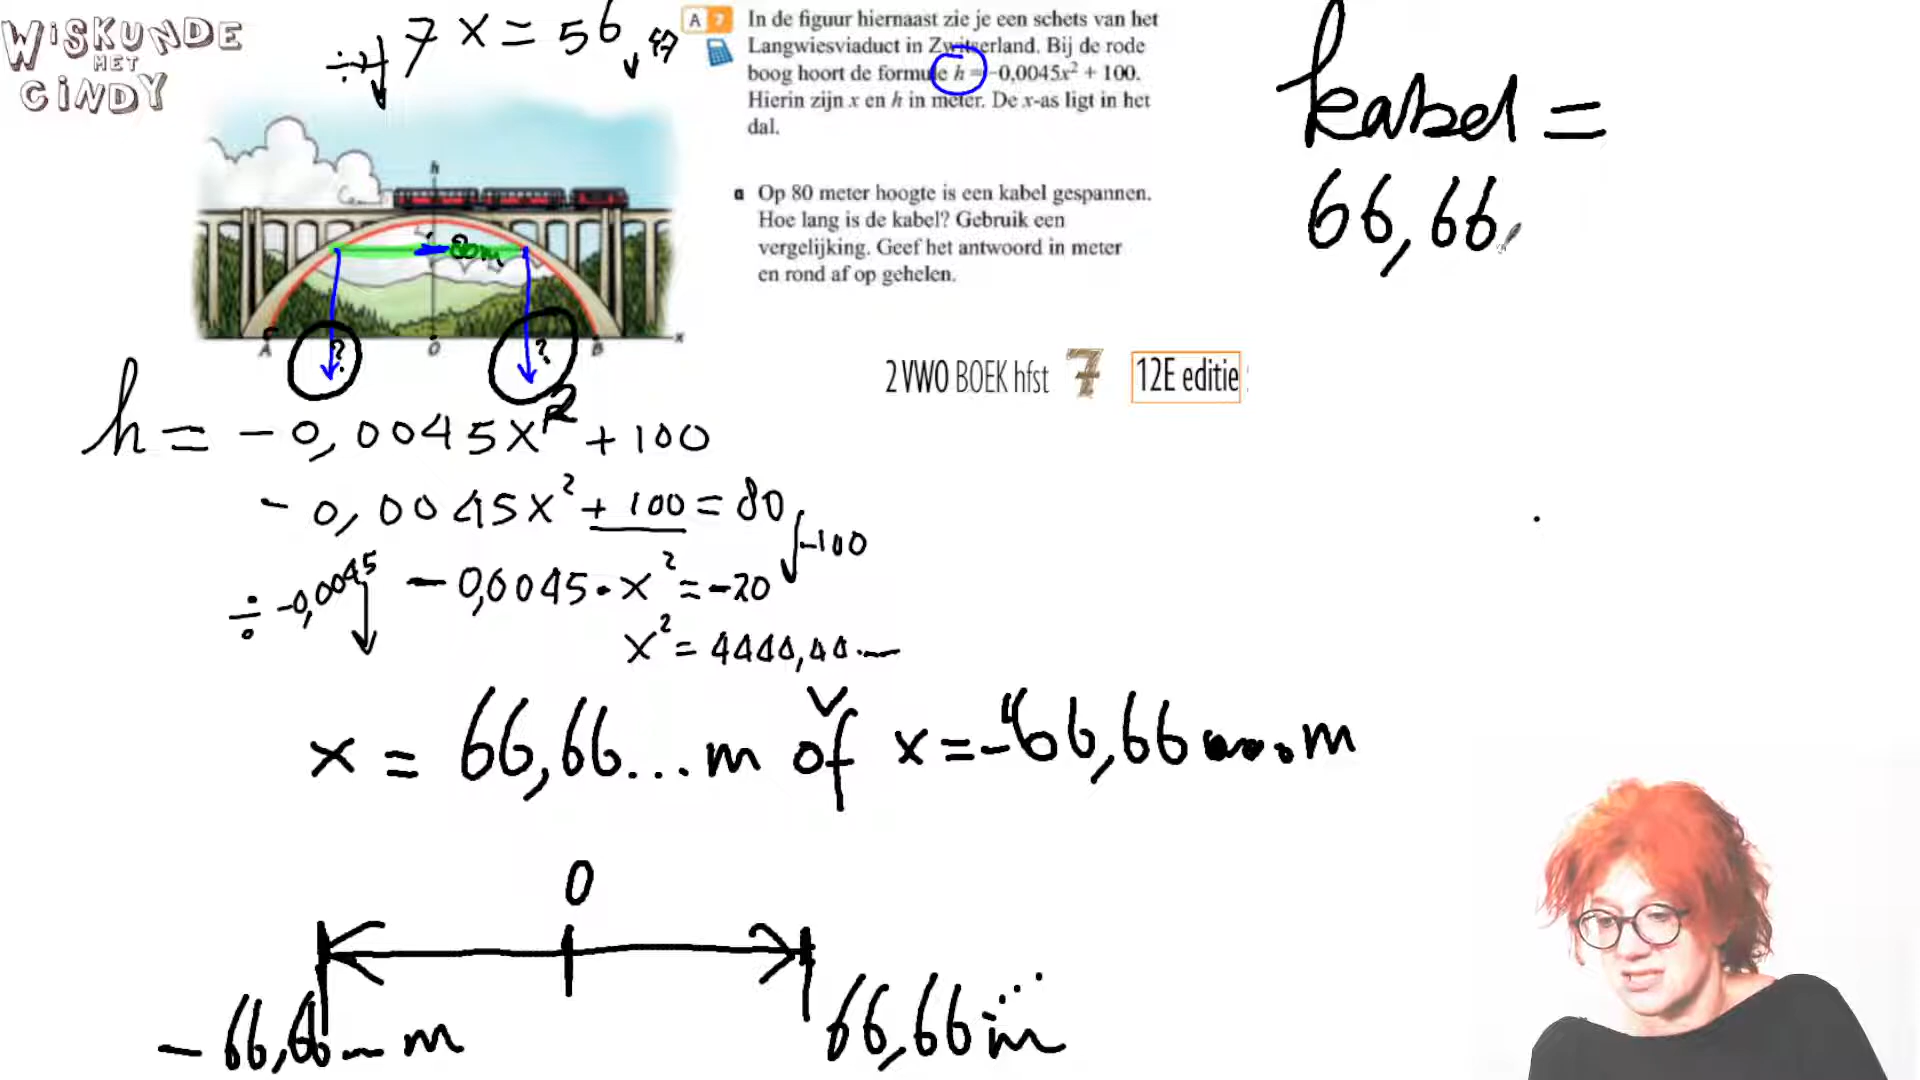 WISKUNDE
MET
CINDY
7 x = 56
A 7
In de figuur hiernaast zie je een schets van het
Langwiesviaduct in Zwitserland. Bij de rode
boog hoort de formule h = -0,0045x² + 100.
Hierin zijn x en h in meter. De x-as ligt in het
dal.
a Op 80 meter hoogte is een kabel gespannen.
Hoe lang is de kabel? Gebruik een
vergelijking. Geef het antwoord in meter
en rond af op gehelen.
2 VWO BOEK hfst 7 12E editie
kabel =
66,66.
h
80m
A ? O ? B x
h = -0,0045x² + 100
-0,0045x² + 100 = 80
-100
÷ -0,0045
-0,0045·x² = -20
x² = 4444,44...
x = 66,66...m of x = -66,66....m
0
-66,66...m
66,66...m